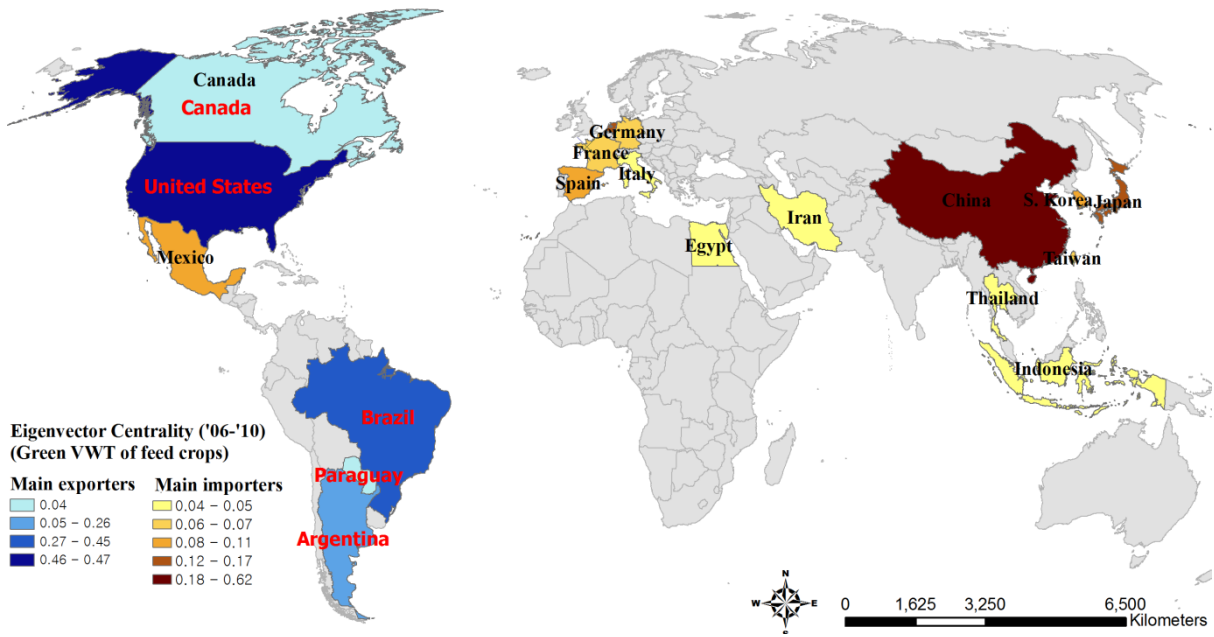 Canada
Canada
United States
Mexico
Brazil
Paraguay
Argentina
Germany
France
Italy
Spain
Iran
Egypt
China
S. Korea
Japan
Taiwan
Thailand
Indonesia
Eigenvector Centrality ('06-'10)
(Green VWT of feed crops)
Main exporters
0.04
0.05 - 0.26
0.27 - 0.45
0.46 - 0.47
Main importers
0.04 - 0.05
0.06 - 0.07
0.08 - 0.11
0.12 - 0.17
0.18 - 0.62
N
W
E
S
0 1,625 3,250 6,500
Kilometers